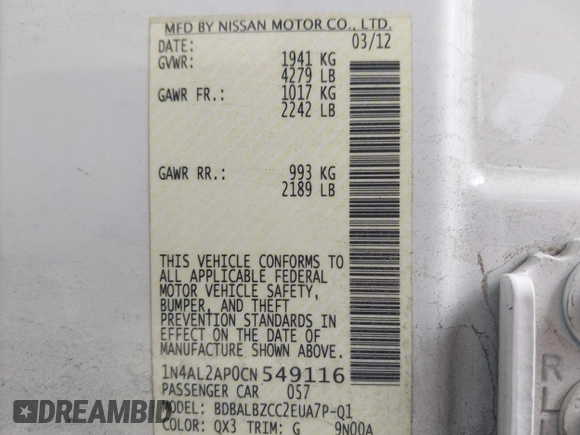 MFD BY NISSAN MOTOR CO., LTD.
DATE: 03/12
GVWR: 1941 KG
4279 LB
GAWR FR.: 1017 KG
2242 LB
GAWR RR.: 993 KG
2189 LB
THIS VEHICLE CONFORMS TO
ALL APPLICABLE FEDERAL
MOTOR VEHICLE SAFETY,
BUMPER, AND THEFT
PREVENTION STANDARDS IN
EFFECT ON THE DATE OF
MANUFACTURE SHOWN ABOVE.
1N4AL2AP0CN 549116
PASSENGER CAR 057
MODEL: BDBALBZCC2EUA7P-Q1
COLOR: QX3 TRIM: G 9N00A
R
L
EPICVIN